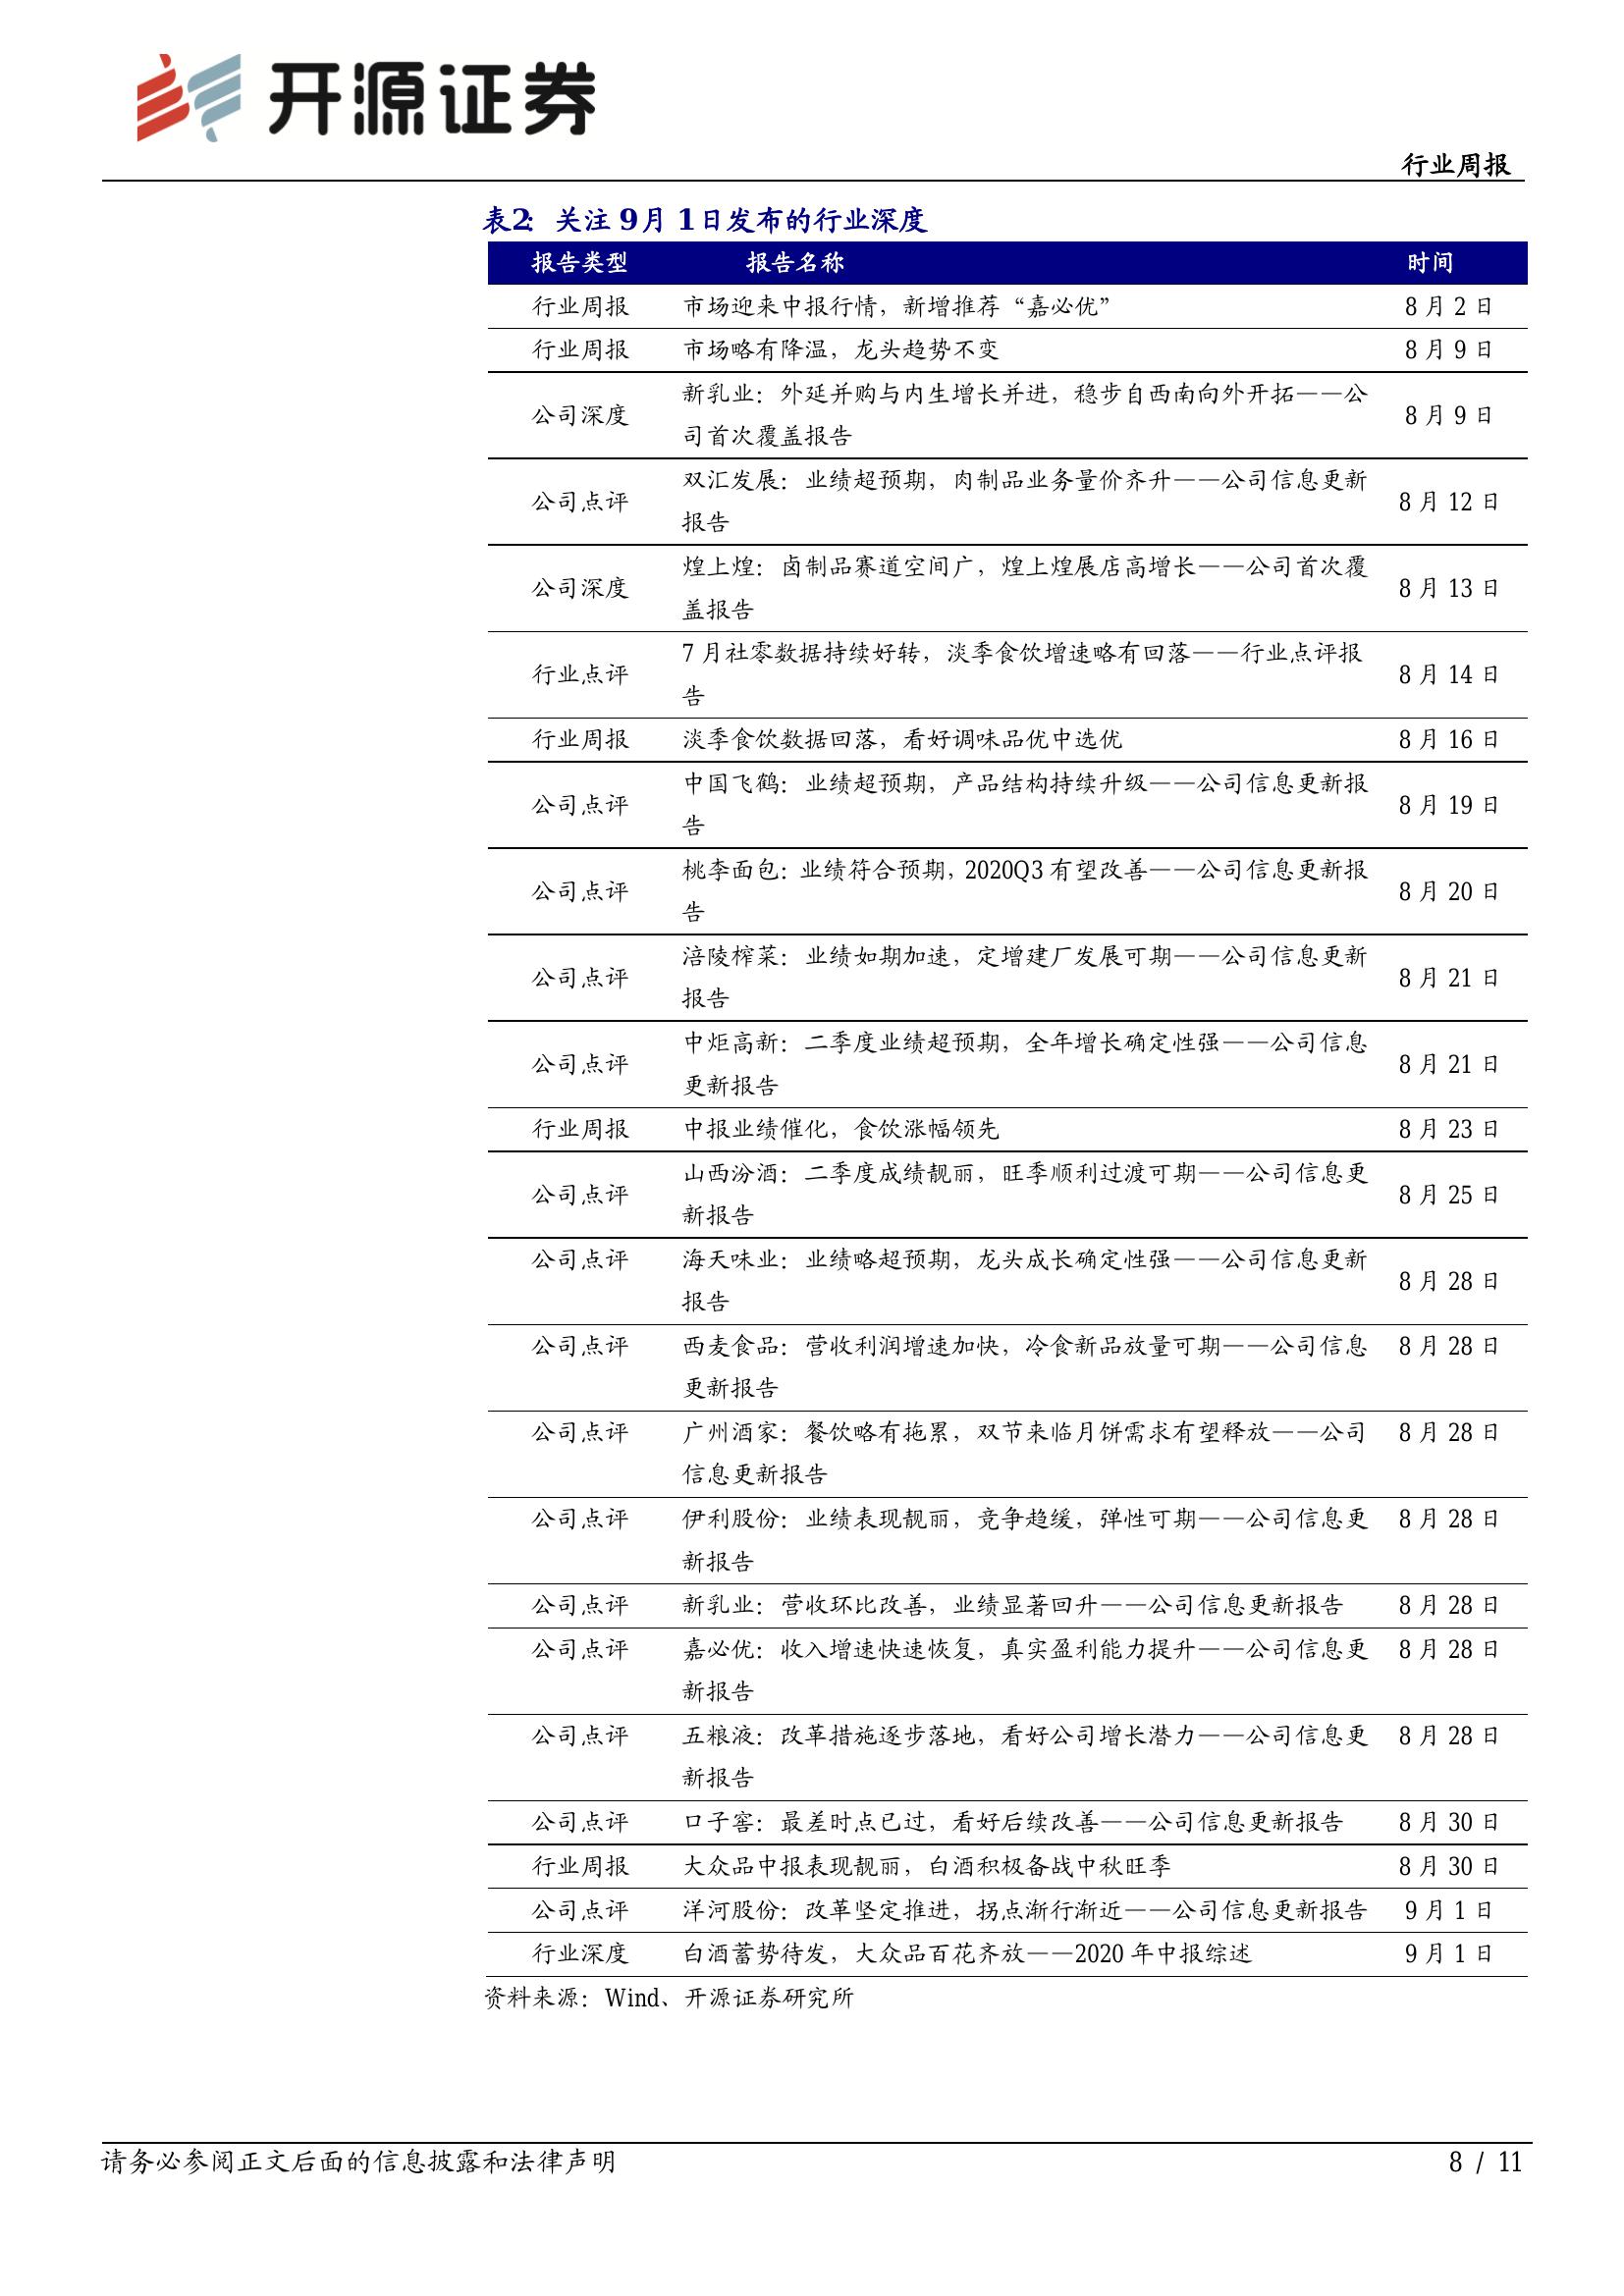 开源证券
行业周报
表2： 关注 9月 1日发布的行业深度
报告类型 报告名称 时间
行业周报 市场迎来中报行情，新增推荐“嘉必优” 8 月 2 日
行业周报 市场略有降温，龙头趋势不变 8 月 9 日
新乳业：外延并购与内生增长并进，稳步自西南向外开拓——公
公司深度 8 月 9 日
司首次覆盖报告
双汇发展：业绩超预期，肉制品业务量价齐升——公司信息更新
公司点评 8 月 12 日
报告
煌上煌：卤制品赛道空间广，煌上煌展店高增长——公司首次覆
公司深度 8 月 13 日
盖报告
7 月社零数据持续好转，淡季食饮增速略有回落——行业点评报
行业点评 8 月 14 日
告
行业周报 淡季食饮数据回落，看好调味品优中选优 8 月 16 日
中国飞鹤：业绩超预期，产品结构持续升级——公司信息更新报
公司点评 8 月 19 日
告
桃李面包：业绩符合预期，2020Q3 有望改善——公司信息更新报
公司点评 8 月 20 日
告
涪陵榨菜：业绩如期加速，定增建厂发展可期——公司信息更新
公司点评 8 月 21 日
报告
中炬高新：二季度业绩超预期，全年增长确定性强——公司信息
公司点评 8 月 21 日
更新报告
行业周报 中报业绩催化，食饮涨幅领先 8 月 23 日
山西汾酒：二季度成绩靓丽，旺季顺利过渡可期——公司信息更
公司点评 8 月 25 日
新报告
公司点评 海天味业：业绩略超预期，龙头成长确定性强——公司信息更新
8 月 28 日
报告
公司点评 西麦食品：营收利润增速加快，冷食新品放量可期——公司信息 8 月 28 日
更新报告
公司点评 广州酒家：餐饮略有拖累，双节来临月饼需求有望释放——公司 8 月 28 日
信息更新报告
公司点评 伊利股份：业绩表现靓丽，竞争趋缓，弹性可期——公司信息更 8 月 28 日
新报告
公司点评 新乳业：营收环比改善，业绩显著回升——公司信息更新报告 8 月 28 日
公司点评 嘉必优：收入增速快速恢复，真实盈利能力提升——公司信息更 8 月 28 日
新报告
公司点评 五粮液：改革措施逐步落地，看好公司增长潜力——公司信息更 8 月 28 日
新报告
公司点评 口子窖：最差时点已过，看好后续改善——公司信息更新报告 8 月 30 日
行业周报 大众品中报表现靓丽，白酒积极备战中秋旺季 8 月 30 日
公司点评 洋河股份：改革坚定推进，拐点渐行渐近——公司信息更新报告 9 月 1 日
行业深度 白酒蓄势待发，大众品百花齐放——2020 年中报综述 9 月 1 日
资料来源：Wind、开源证券研究所
请务必参阅正文后面的信息披露和法律声明 8 / 11